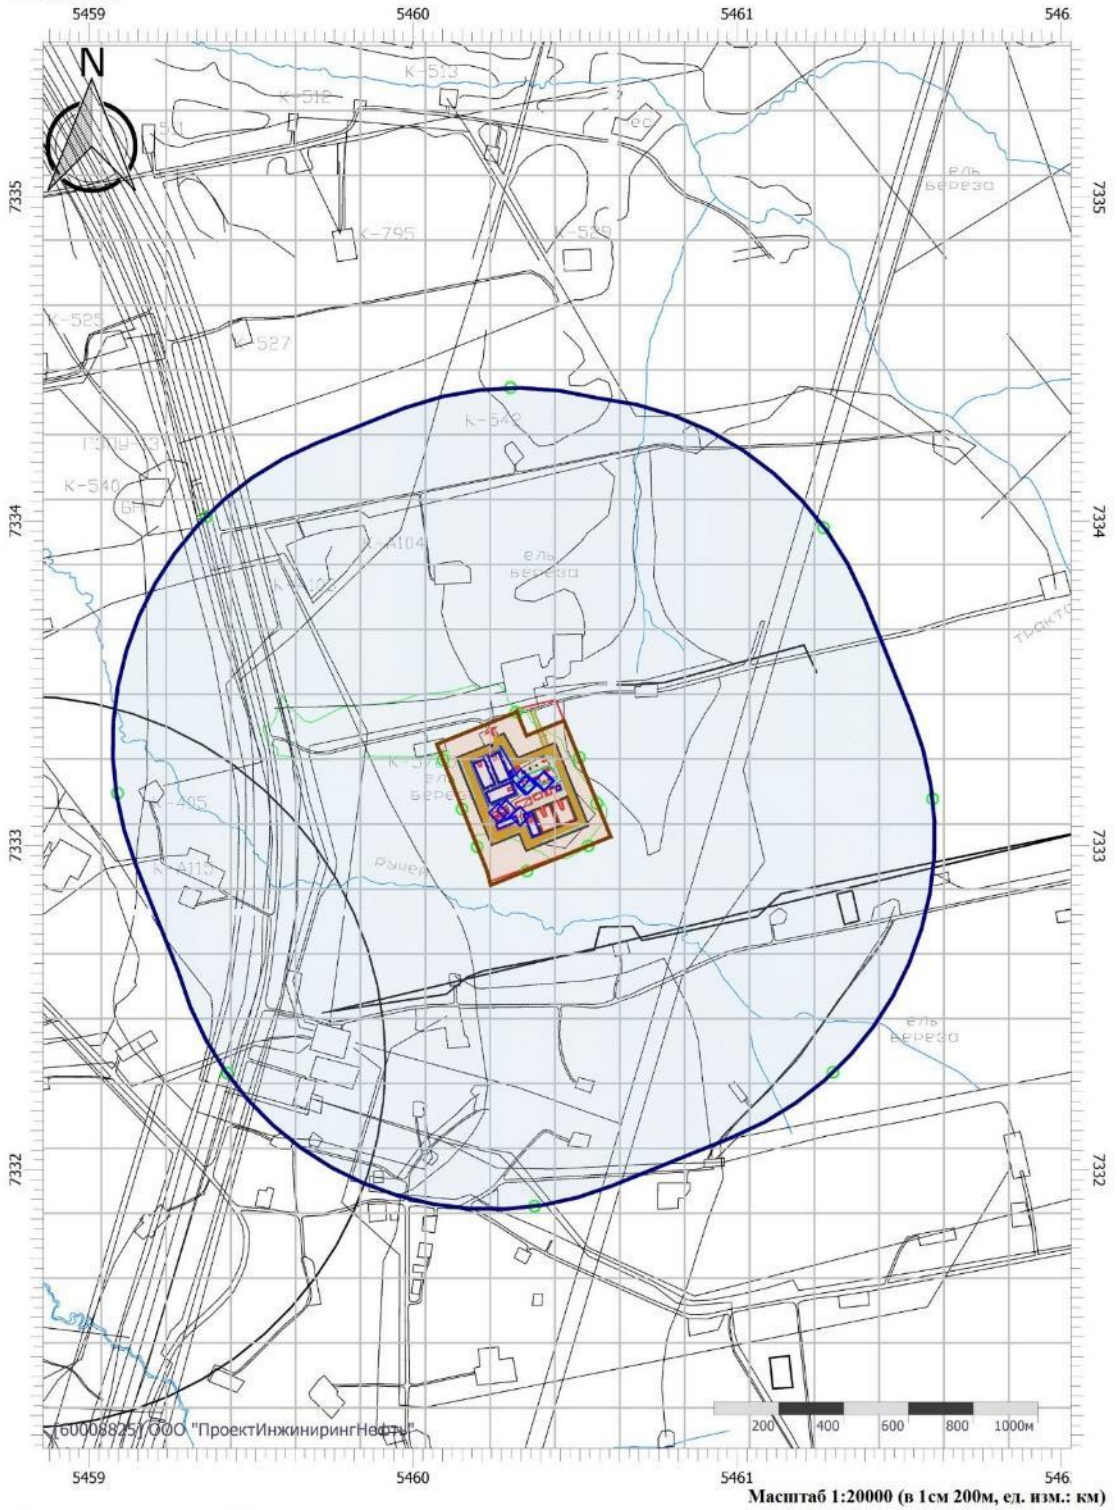 5459 5460 5461 546
N
К-513
К-512
7335
ель
береза
7335
К-795
К-529
К-525
К-527
К-542
К-540
7334
7334
К-А104
ель
береза
К-405
7333
ручей
7333
К-А115
ель
береза
7332
7332
(60008825) ООО "ПроектИнжинирингНефть"
200 400 600 800 1000м
5459 5460 5461 546
Масштаб 1:20000 (в 1см 200м, ед. изм.: км)